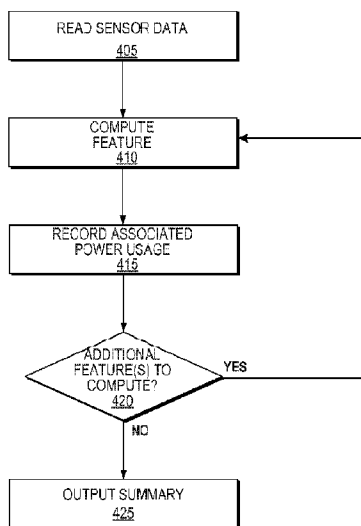 READ SENSOR DATA
405
COMPUTE
FEATURE
410
RECORD ASSOCIATED
POWER USAGE
415
ADDITIONAL
FEATURE(S) TO
COMPUTE?
420
YES
NO
OUTPUT SUMMARY
425